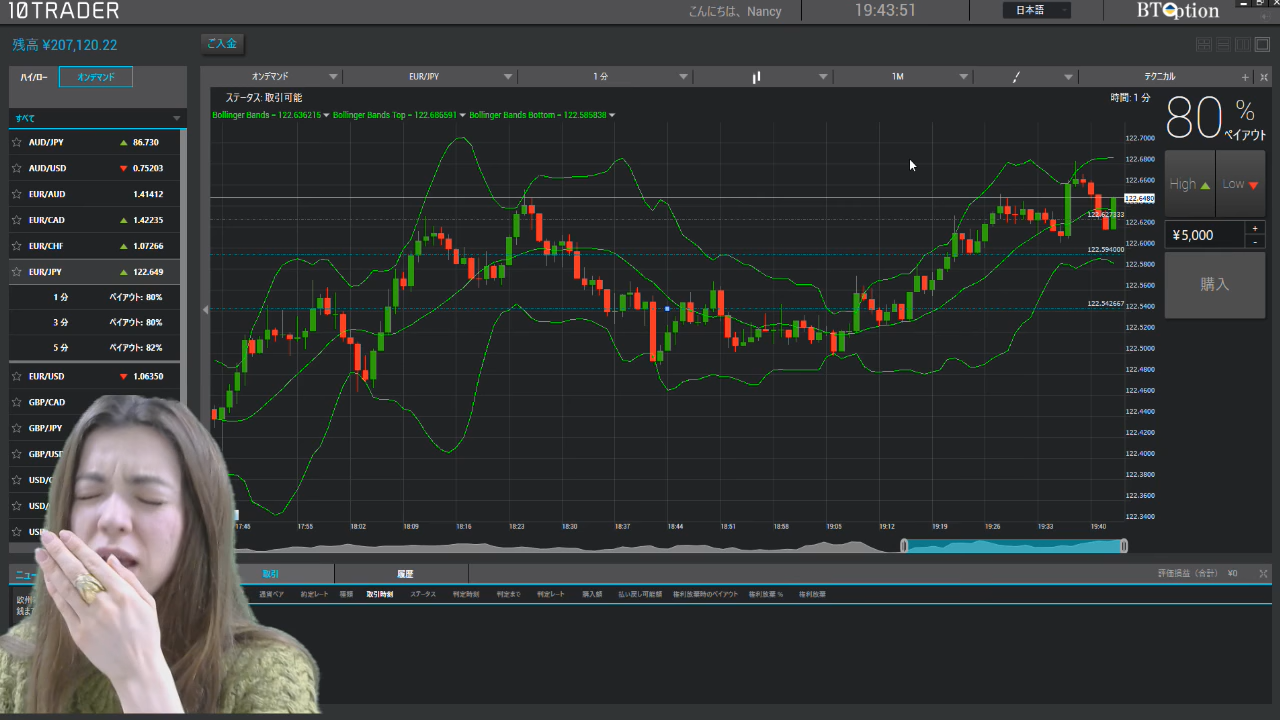 10TRADER
こんにちは、Nancy
19:43:51
日本語
BTOption
残高 ¥207,120.22
ご入金
ハイ/ロー オンデマンド
オンデマンド EUR/JPY 1 分 1M テクニカル
ステータス: 取引可能
時間: 1 分
Bollinger Bands = 122.636215 Bollinger Bands Top = 122.686591 Bollinger Bands Bottom = 122.585838
すべて
AUD/JPY 86.730
AUD/USD 0.75203
EUR/AUD 1.41412
EUR/CAD 1.42235
EUR/CHF 1.07266
EUR/JPY 122.649
1 分 ペイアウト: 80%
3 分 ペイアウト: 80%
5 分 ペイアウト: 82%
EUR/USD 1.06350
GBP/CAD
GBP/JPY
GBP/USD
USD/
USD/
122.7000
122.6800
122.6600
122.6480
122.627333
122.6200
122.6000
122.594000
122.5800
122.5600
122.5400
122.542667
122.5200
122.5000
122.4800
122.4600
122.4400
122.4200
122.4000
122.3800
122.3600
122.3400
17:46 17:55 18:02 18:09 18:16 18:23 18:30 18:37 18:44 18:51 18:58 19:05 19:12 19:19 19:26 19:33 19:40
80 %
ペイアウト
High Low
¥5,000
+
-
購入
ニュー
取引 履歴
評価損益 (合計) ¥0
通貨ペア 約定レート 種類 取引時刻 ステータス 判定時刻 判定まで 判定レート 購入額 払い戻し可能額 権利放棄時のペイアウト 権利放棄 % 権利放棄
欧州
銭ま